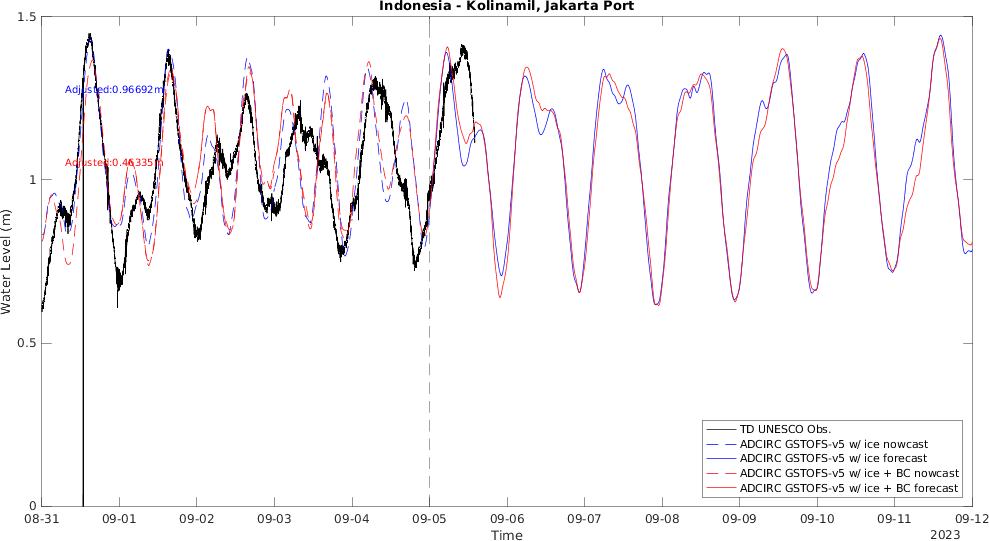 Indonesia - Kolinamil, Jakarta Port
1.5
Adjusted:0.96692m
Adjusted:0.46335m
1
Water Level (m)
0.5
TD UNESCO Obs.
ADCIRC GSTOFS-v5 w/ ice nowcast
ADCIRC GSTOFS-v5 w/ ice forecast
ADCIRC GSTOFS-v5 w/ ice + BC nowcast
ADCIRC GSTOFS-v5 w/ ice + BC forecast
0
08-31 09-01 09-02 09-03 09-04 09-05 09-06 09-07 09-08 09-09 09-10 09-11 09-12
Time 2023